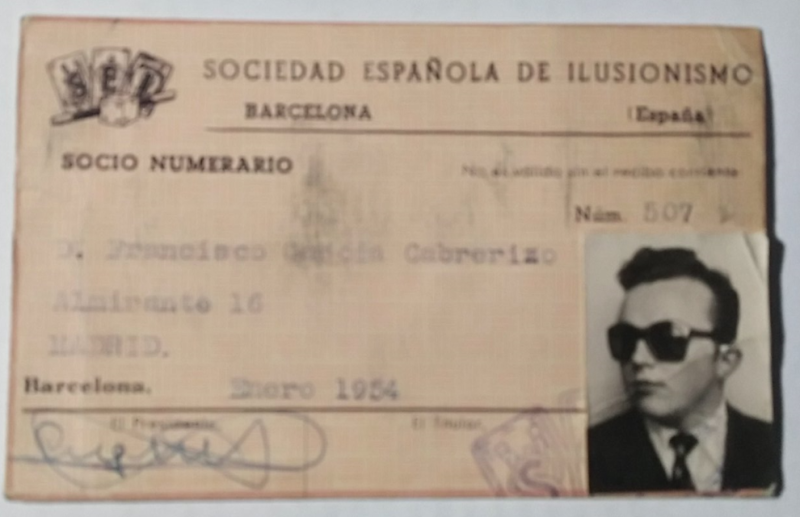 SEI
SOCIEDAD ESPAÑOLA DE ILUSIONISMO
BARCELONA (España)
SOCIO NUMERARIO
No es válido sin el recibo corriente
Núm. 507
D. Francisco García Cabrerizo
Almirante 16
MADRID.
Barcelona. Enero 1954
El Presidente, El Titular,